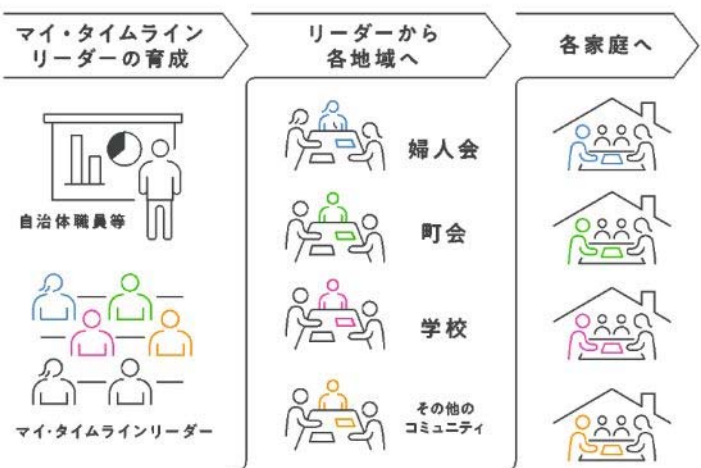 マイ・タイムライン
リーダーの育成
リーダーから
各地域へ
各家庭へ
自治体職員等
マイ・タイムラインリーダー
婦人会
町会
学校
その他の
コミュニティ